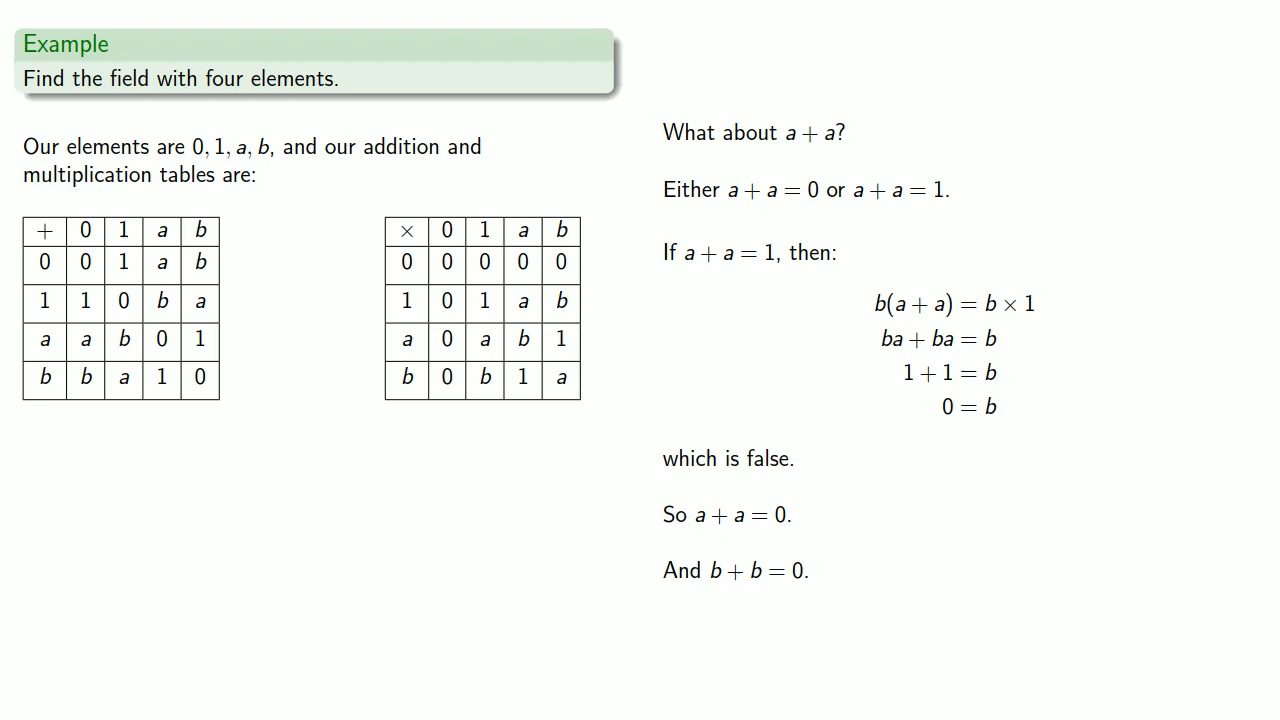 Example
Find the field with four elements.
Our elements are 0, 1, a, b, and our addition and
multiplication tables are:
+ 0 1 a b
0 0 1 a b
1 1 0 b a
a a b 0 1
b b a 1 0
× 0 1 a b
0 0 0 0 0
1 0 1 a b
a 0 a b 1
b 0 b 1 a
What about a + a?
Either a + a = 0 or a + a = 1.
If a + a = 1, then:
b(a + a) = b × 1
ba + ba = b
1 + 1 = b
0 = b
which is false.
So a + a = 0.
And b + b = 0.